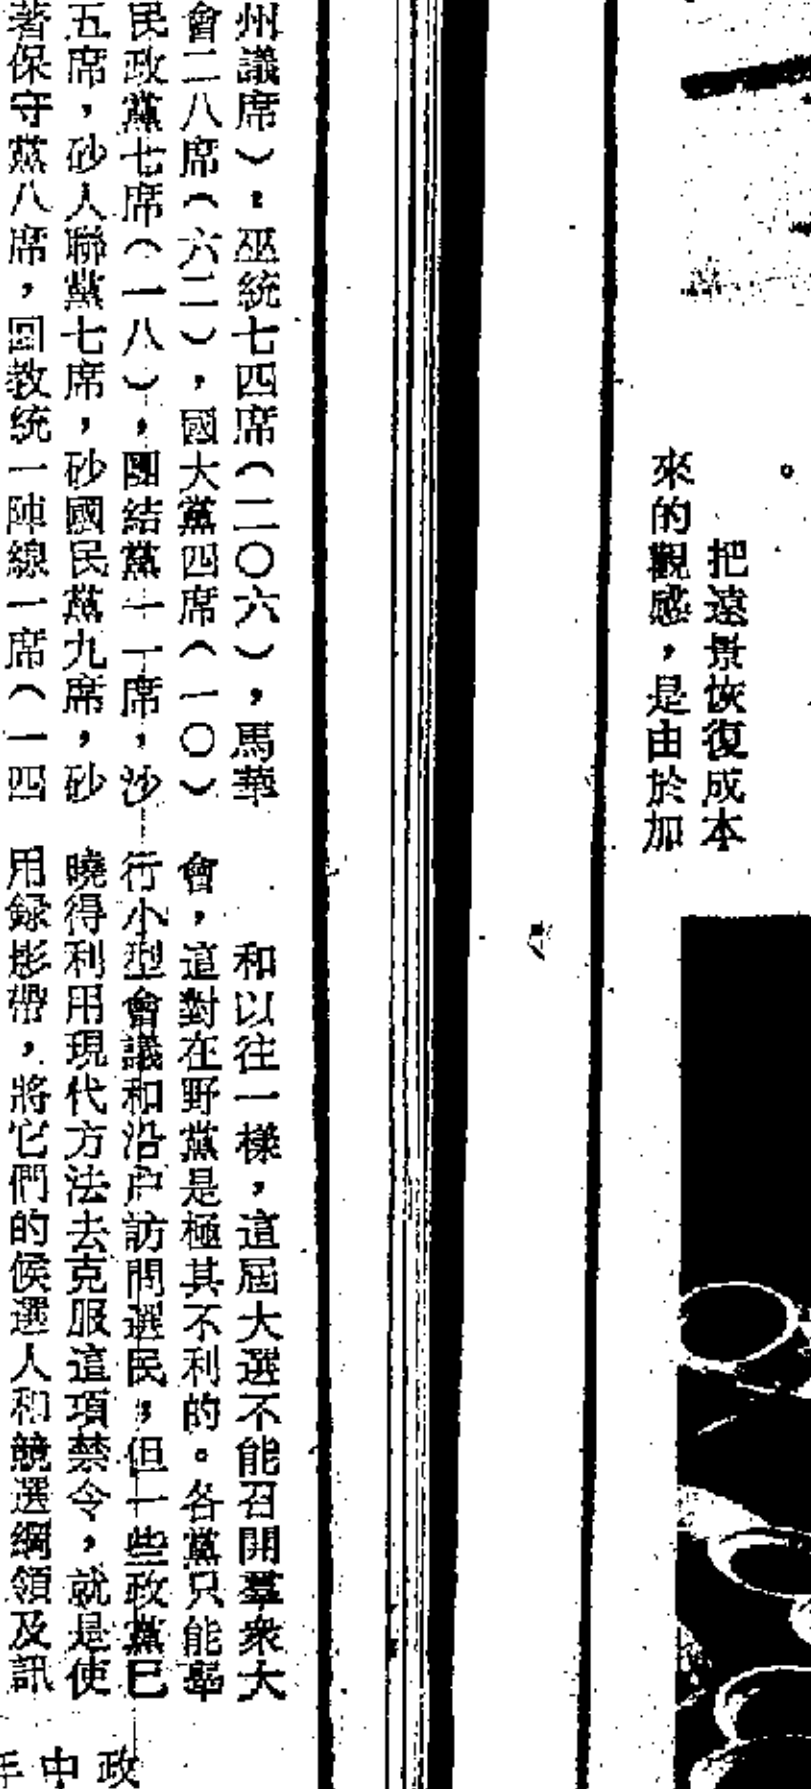 。
把遠景恢復成本
來的觀感，是由於加
州議席）。巫統七四席（二〇六），馬華
會二八席（六二），國大黨四席（一〇）
民政黨七席（一八），團結黨一一席，沙
五席，砂人聯黨七席，砂國民黨九席，砂
著保守黨八席，回教統一陣線一席（一四
和以往一樣，這屆大選不能召開羣衆大
會，這對在野黨是極其不利的。各黨只能舉
行小型會議和沿户訪問選民，但一些政黨已
曉得利用現代方法去克服這項禁令，就是使
用録影帶，將它們的候選人和競選綱領及訊
政
中
年